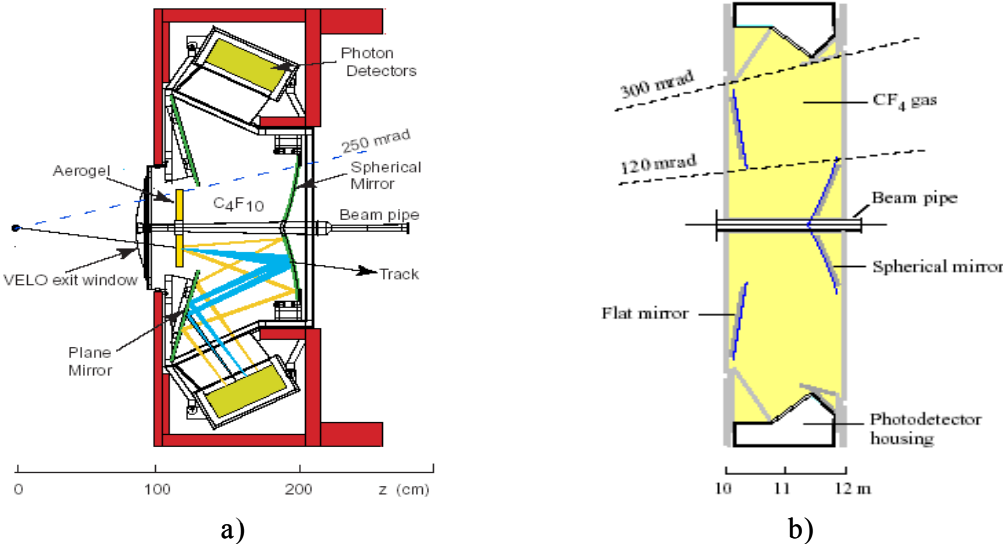 Photon
Detectors
250 mrad
Aerogel
Spherical
Mirror
C4F10
Beam pipe
VELO exit window
Track
Plane
Mirror
0 100 200 z (cm)
a)
300 mrad
CF4 gas
120 mrad
Beam pipe
Spherical mirror
Flat mirror
Photodetector
housing
10 11 12 m
b)